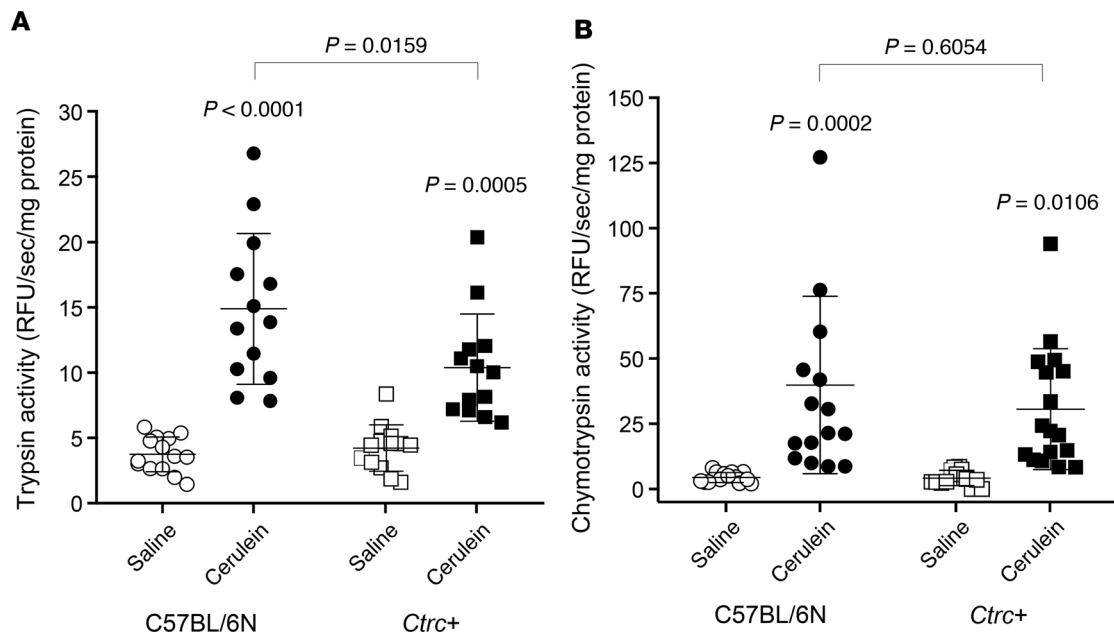 A
P = 0.0159
P < 0.0001
P = 0.0005
Trypsin activity (RFU/sec/mg protein)
30
25
20
15
10
5
0
Saline
Cerulein
Saline
Cerulein
C57BL/6N
Ctrc+
B
P = 0.6054
P = 0.0002
P = 0.0106
Chymotrypsin activity (RFU/sec/mg protein)
150
125
100
75
50
25
0
Saline
Cerulein
Saline
Cerulein
C57BL/6N
Ctrc+